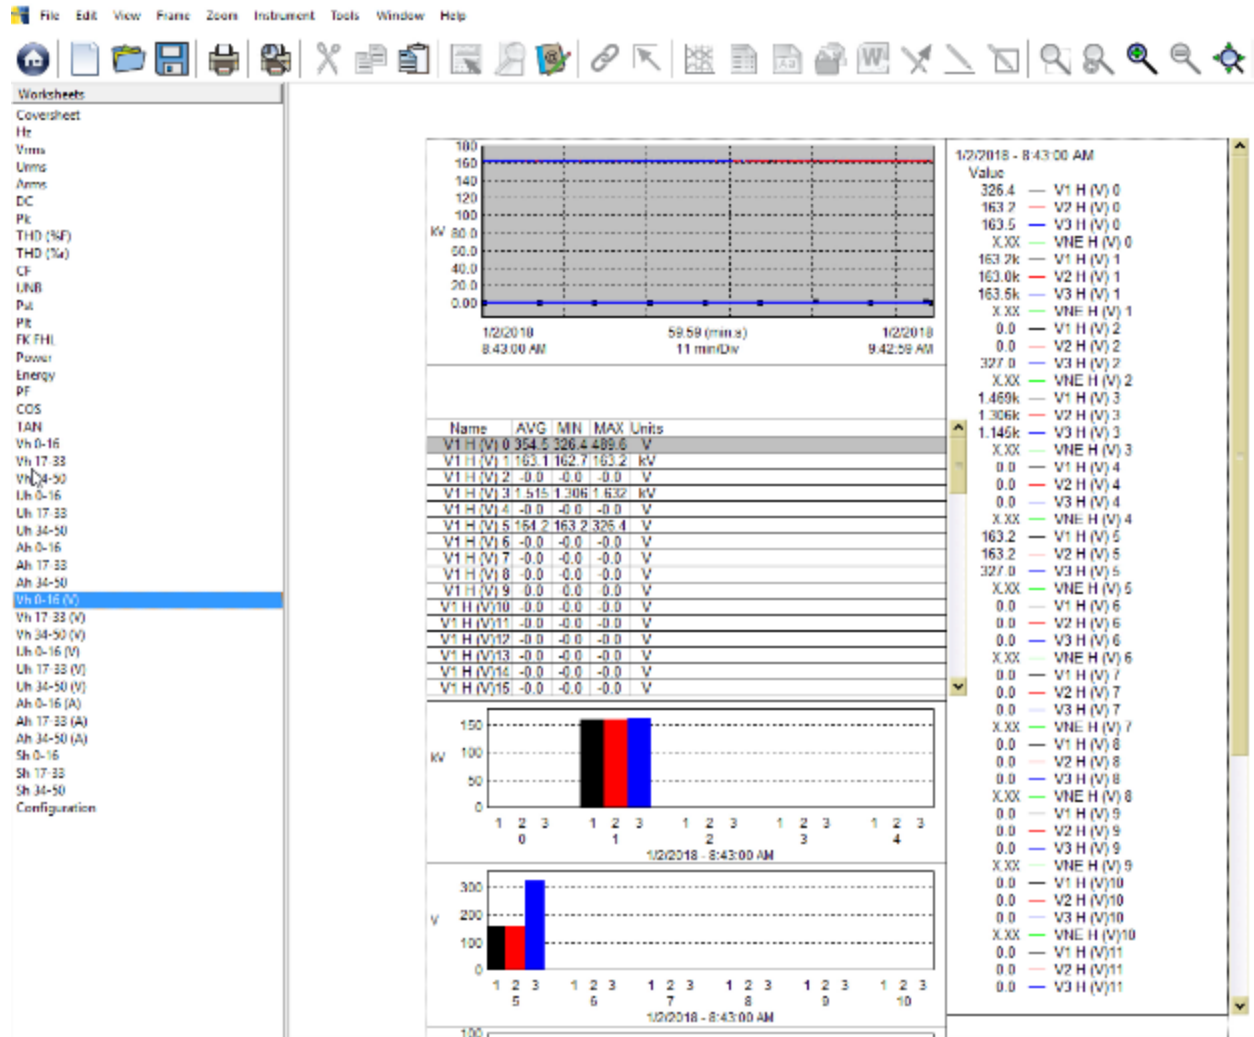 File Edit View Frame Zoom Instrument Tools Window Help
Worksheets
Coversheet
Hz
Vrms
Urms
Arms
DC
Pk
THD (%F)
THD (%r)
CF
UNB
Pst
Plt
FK FHL
Power
Energy
PF
COS
TAN
Vh 0-16
Vh 17-33
Vh 34-50
Uh 0-16
Uh 17-33
Uh 34-50
Ah 0-16
Ah 17-33
Ah 34-50
Vh 0-16 (V)
Vh 17-33 (V)
Vh 34-50 (V)
Uh 0-16 (V)
Uh 17-33 (V)
Uh 34-50 (V)
Ah 0-16 (A)
Ah 17-33 (A)
Ah 34-50 (A)
Sh 0-16
Sh 17-33
Sh 34-50
Configuration
180
160
140
120
100
kV 80.0
60.0
40.0
20.0
0.00
1/2/2018 59:59 (min:s) 1/2/2018
8:43:00 AM 11 min/Div 9:42:59 AM
Name AVG MIN MAX Units
V1 H (V) 0 354.5 326.4 489.6 V
V1 H (V) 1 163.1 162.7 163.2 kV
V1 H (V) 2 -0.0 -0.0 -0.0 V
V1 H (V) 3 1.515 1.306 1.632 kV
V1 H (V) 4 -0.0 -0.0 -0.0 V
V1 H (V) 5 164.2 163.2 326.4 V
V1 H (V) 6 -0.0 -0.0 -0.0 V
V1 H (V) 7 -0.0 -0.0 -0.0 V
V1 H (V) 8 -0.0 -0.0 -0.0 V
V1 H (V) 9 -0.0 -0.0 -0.0 V
V1 H (V)10 -0.0 -0.0 -0.0 V
V1 H (V)11 -0.0 -0.0 -0.0 V
V1 H (V)12 -0.0 -0.0 -0.0 V
V1 H (V)13 -0.0 -0.0 -0.0 V
V1 H (V)14 -0.0 -0.0 -0.0 V
V1 H (V)15 -0.0 -0.0 -0.0 V
150
kV 100
50
0
1 2 3 1 2 3 1 2 3 1 2 3 1 2 3
0 1 2 3 4
1/2/2018 - 8:43:00 AM
300
V 200
100
0
1 2 3 1 2 3 1 2 3 1 2 3 1 2 3 1 2 3
5 6 7 8 9 10
1/2/2018 - 8:43:00 AM
100
1/2/2018 - 8:43:00 AM
Value
326.4 V1 H (V) 0
163.2 V2 H (V) 0
163.5 V3 H (V) 0
X.XX VNE H (V) 0
163.2k V1 H (V) 1
163.0k V2 H (V) 1
163.5k V3 H (V) 1
X.XX VNE H (V) 1
0.0 V1 H (V) 2
0.0 V2 H (V) 2
327.0 V3 H (V) 2
X.XX VNE H (V) 2
1.469k V1 H (V) 3
1.306k V2 H (V) 3
1.145k V3 H (V) 3
X.XX VNE H (V) 3
0.0 V1 H (V) 4
0.0 V2 H (V) 4
0.0 V3 H (V) 4
X.XX VNE H (V) 4
163.2 V1 H (V) 5
163.2 V2 H (V) 5
327.0 V3 H (V) 5
X.XX VNE H (V) 5
0.0 V1 H (V) 6
0.0 V2 H (V) 6
0.0 V3 H (V) 6
X.XX VNE H (V) 6
0.0 V1 H (V) 7
0.0 V2 H (V) 7
0.0 V3 H (V) 7
X.XX VNE H (V) 7
0.0 V1 H (V) 8
0.0 V2 H (V) 8
0.0 V3 H (V) 8
X.XX VNE H (V) 8
0.0 V1 H (V) 9
0.0 V2 H (V) 9
0.0 V3 H (V) 9
X.XX VNE H (V) 9
0.0 V1 H (V)10
0.0 V2 H (V)10
0.0 V3 H (V)10
X.XX VNE H (V)10
0.0 V1 H (V)11
0.0 V2 H (V)11
0.0 V3 H (V)11